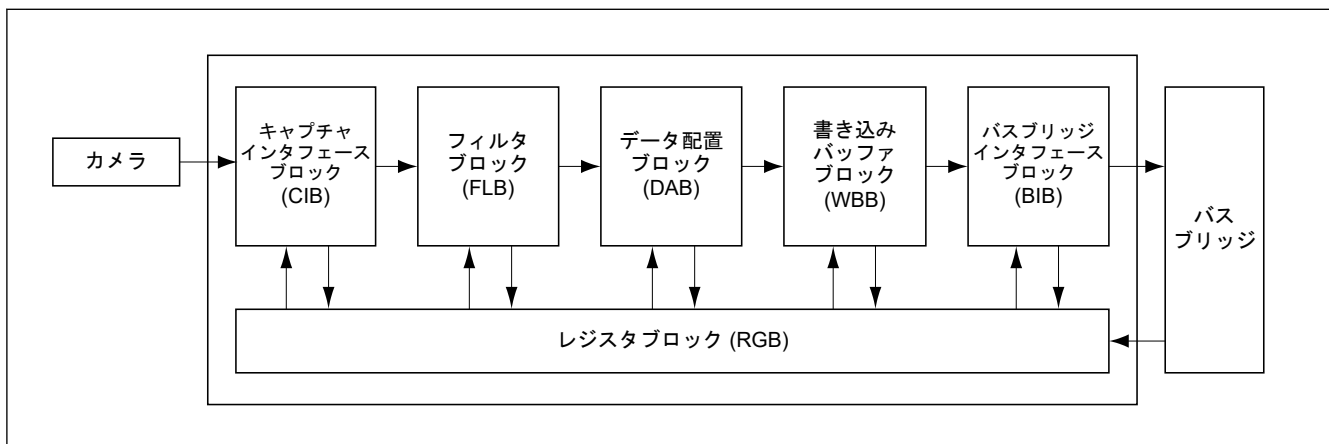 カメラ
キャプチャ
インタフェース
ブロック
(CIB)
フィルタ
ブロック
(FLB)
データ配置
ブロック
(DAB)
書き込み
バッファ
ブロック
(WBB)
バスブリッジ
インタフェース
ブロック
(BIB)
バス
ブリッジ
レジスタブロック (RGB)